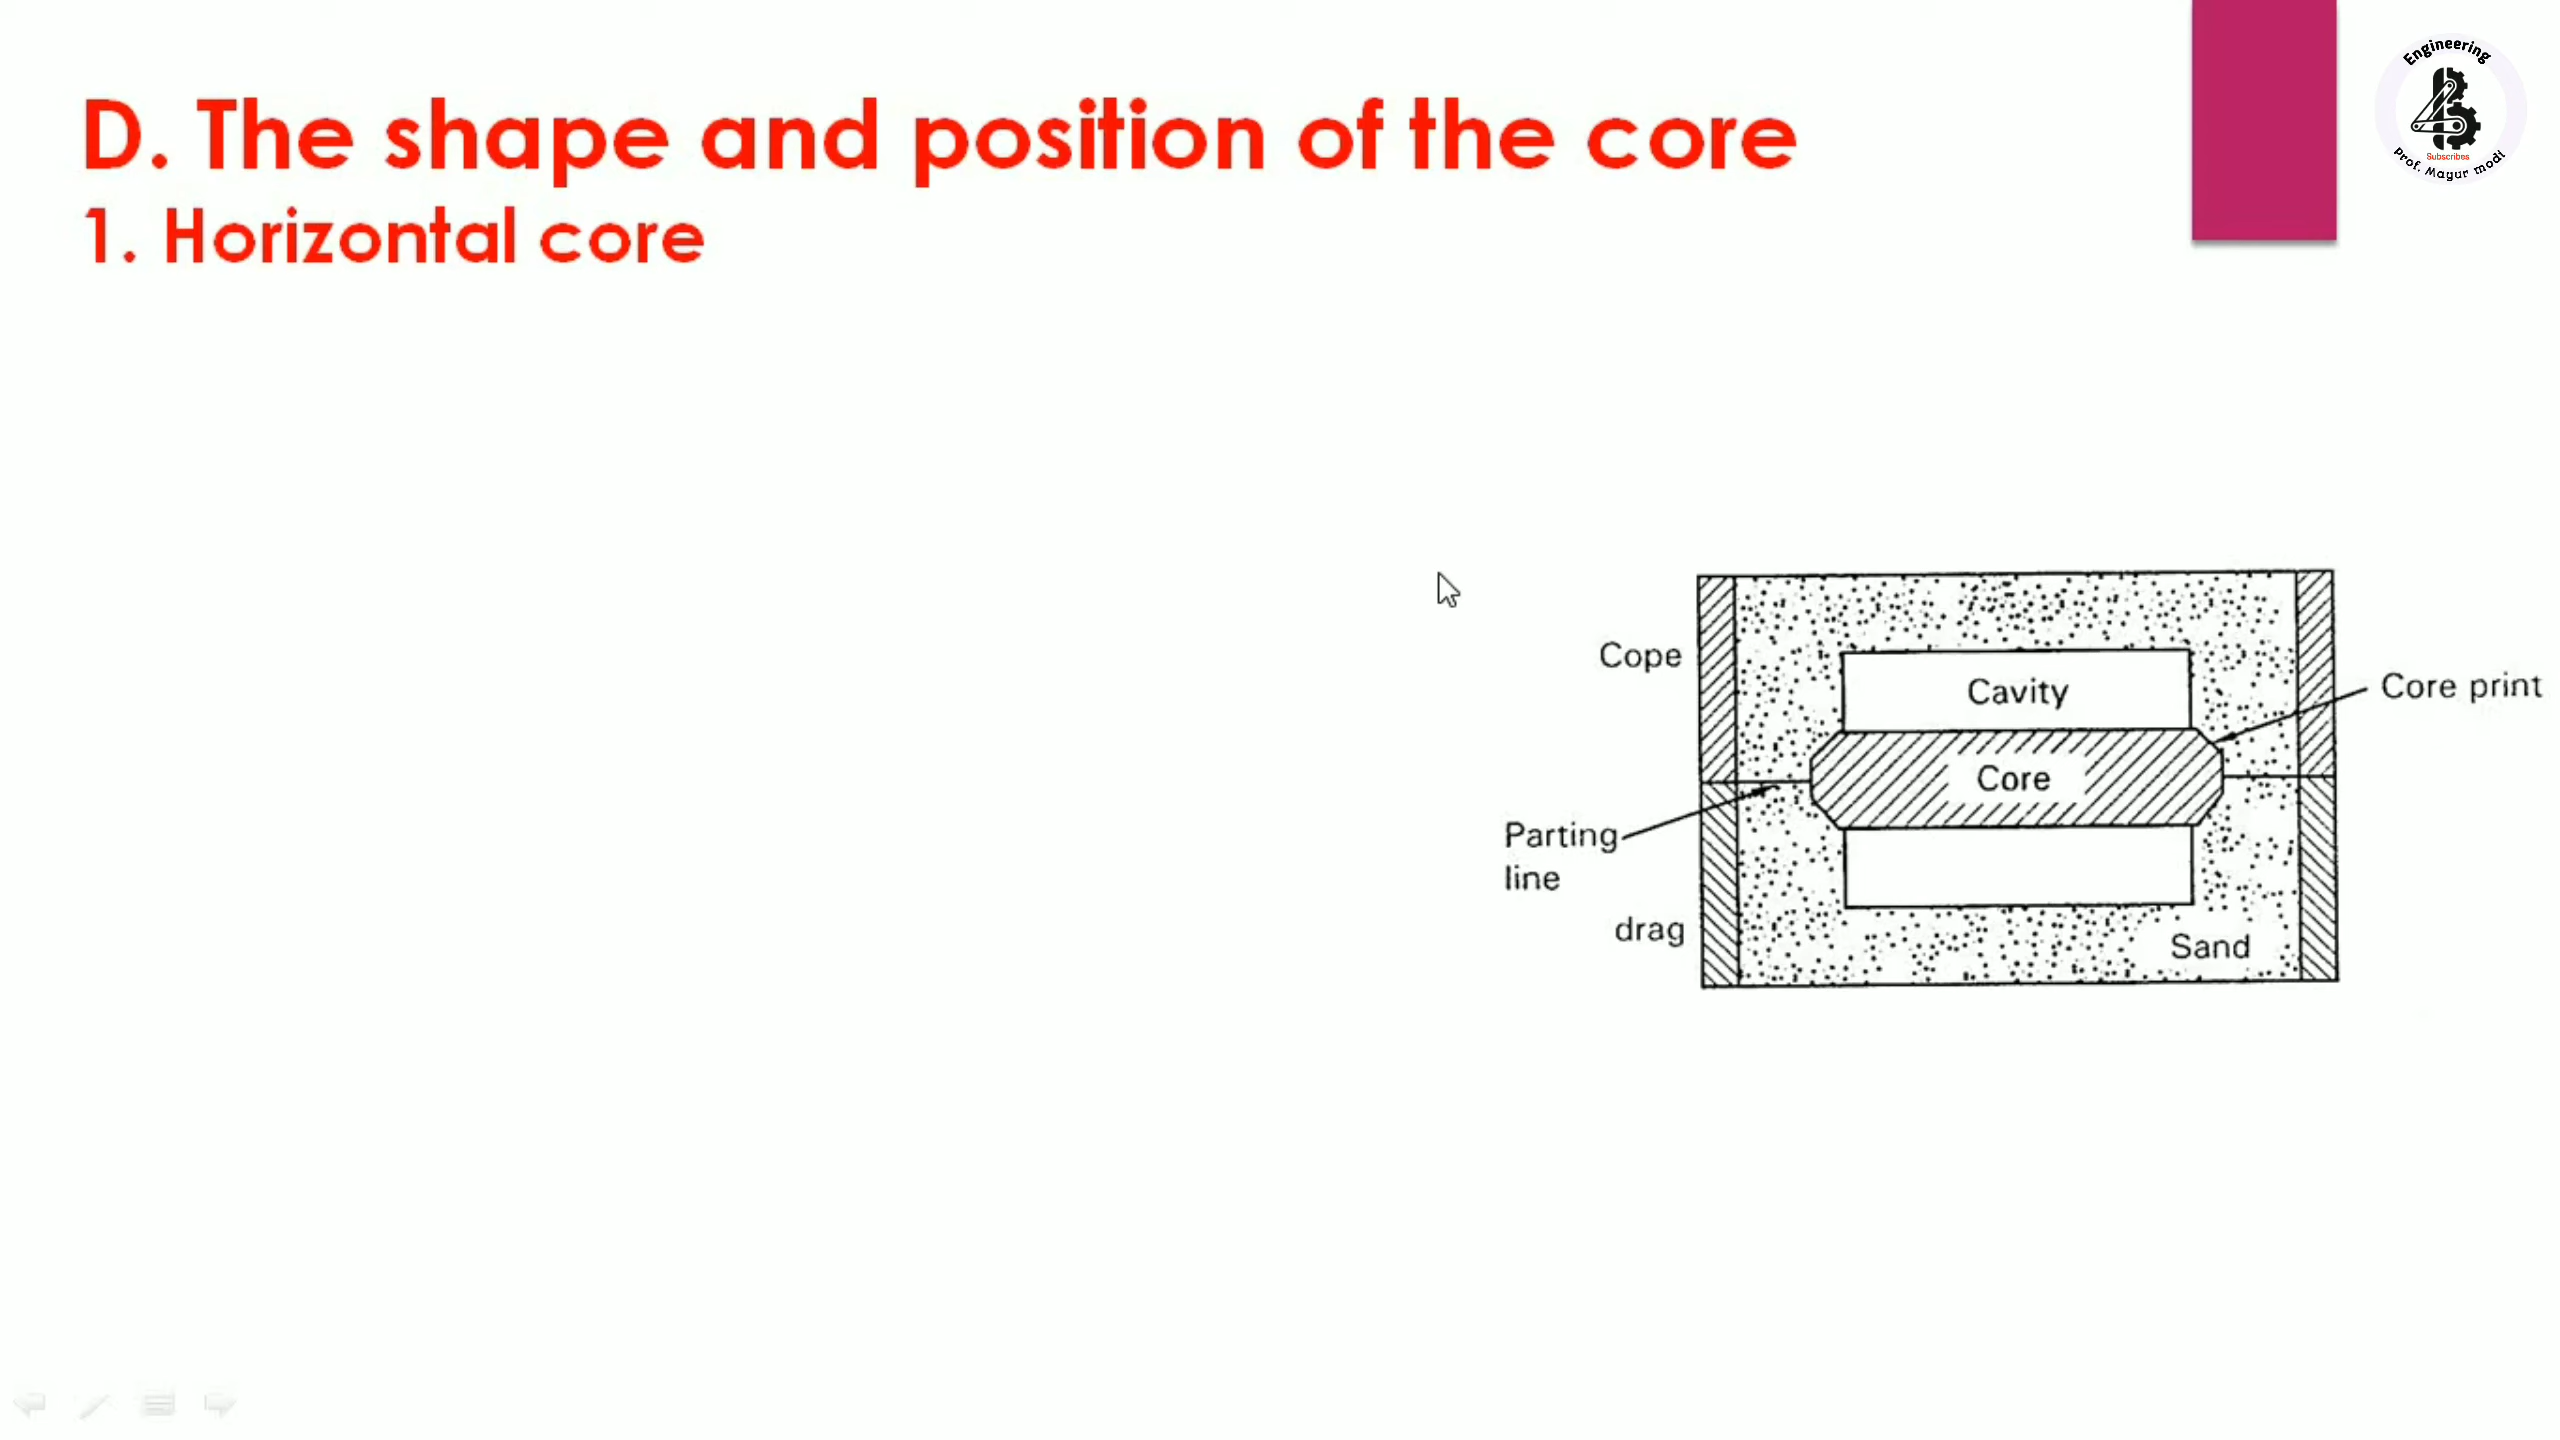 D. The shape and position of the core
1. Horizontal core
Engineering
Subscribes
Prof. Mayur modi
Cope
Cavity
Core print
Core
Parting
line
drag
Sand